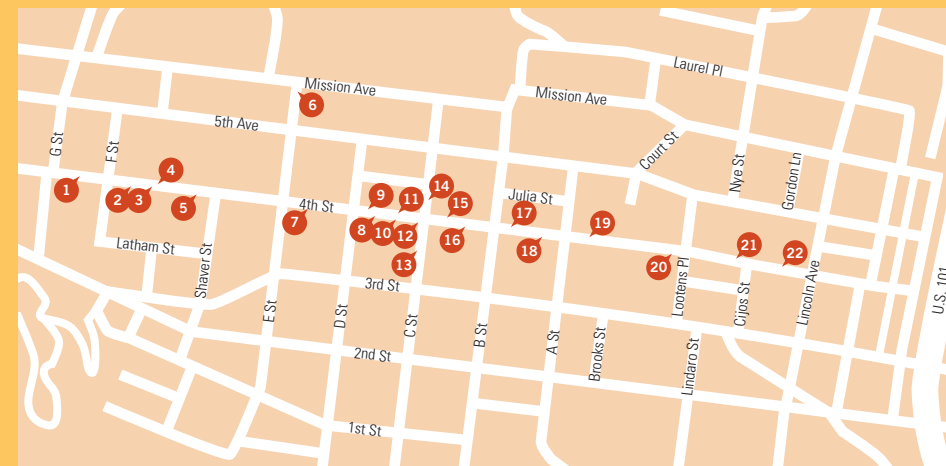 Laurel Pl
Mission Ave
Mission Ave
6
5th Ave
G St
F St
Court St
Nye St
Gordon Ln
4
1
2
3
5
4th St
7
9
11
14
15
8
10
12
16
13
Julia St
17
18
19
20
21
22
Latham St
Shaver St
3rd St
E St
D St
C St
B St
A St
Brooks St
Lootens Pl
Cijos St
Lincoln Ave
U.S. 101
Lindaro St
2nd St
1st St